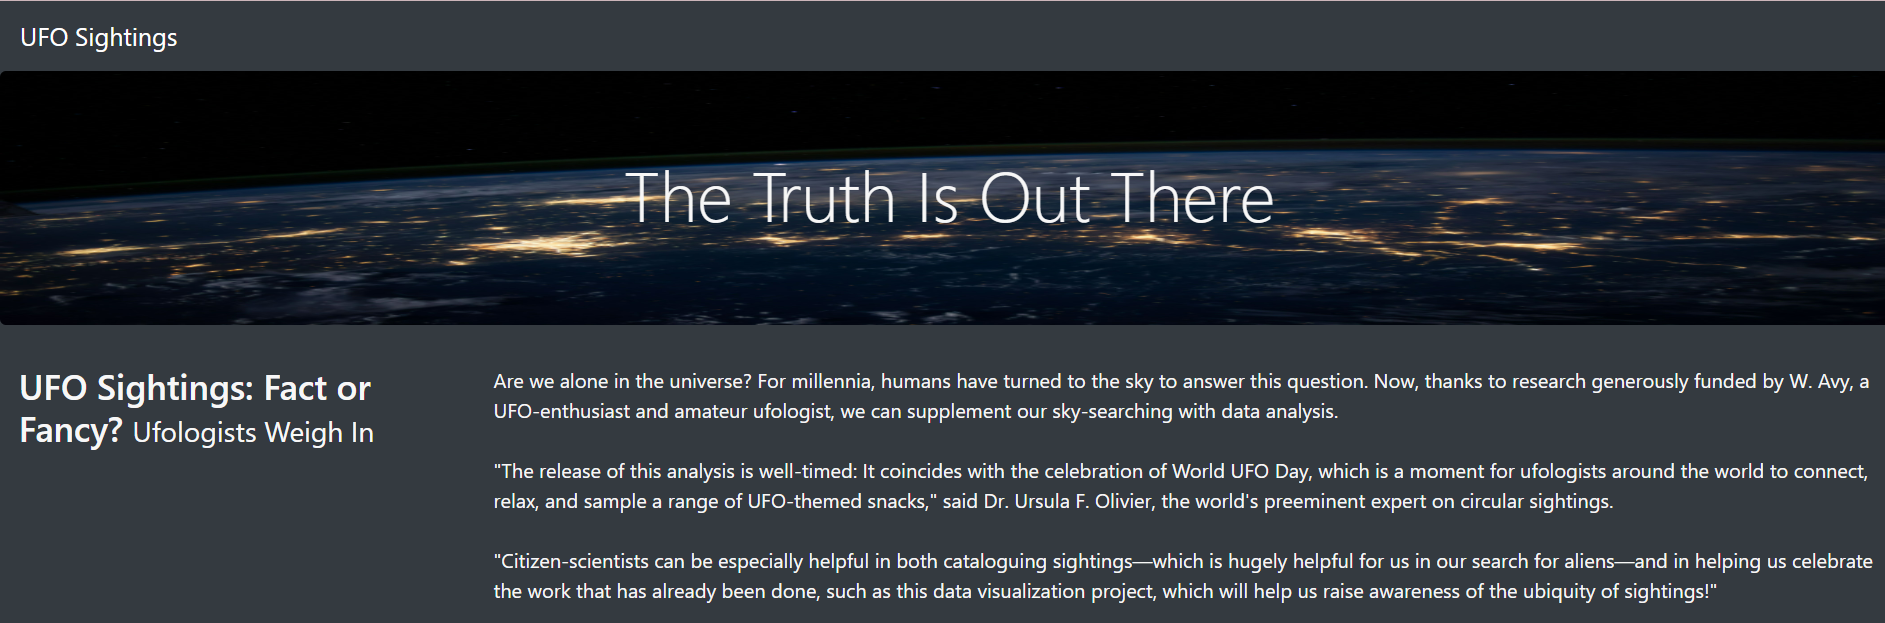 UFO Sightings
The Truth Is Out There
UFO Sightings: Fact or
Fancy? Ufologists Weigh In
Are we alone in the universe? For millennia, humans have turned to the sky to answer this question. Now, thanks to research generously funded by W. Avy, a
UFO-enthusiast and amateur ufologist, we can supplement our sky-searching with data analysis.
"The release of this analysis is well-timed: It coincides with the celebration of World UFO Day, which is a moment for ufologists around the world to connect,
relax, and sample a range of UFO-themed snacks," said Dr. Ursula F. Olivier, the world's preeminent expert on circular sightings.
"Citizen-scientists can be especially helpful in both cataloguing sightings—which is hugely helpful for us in our search for aliens—and in helping us celebrate
the work that has already been done, such as this data visualization project, which will help us raise awareness of the ubiquity of sightings!"